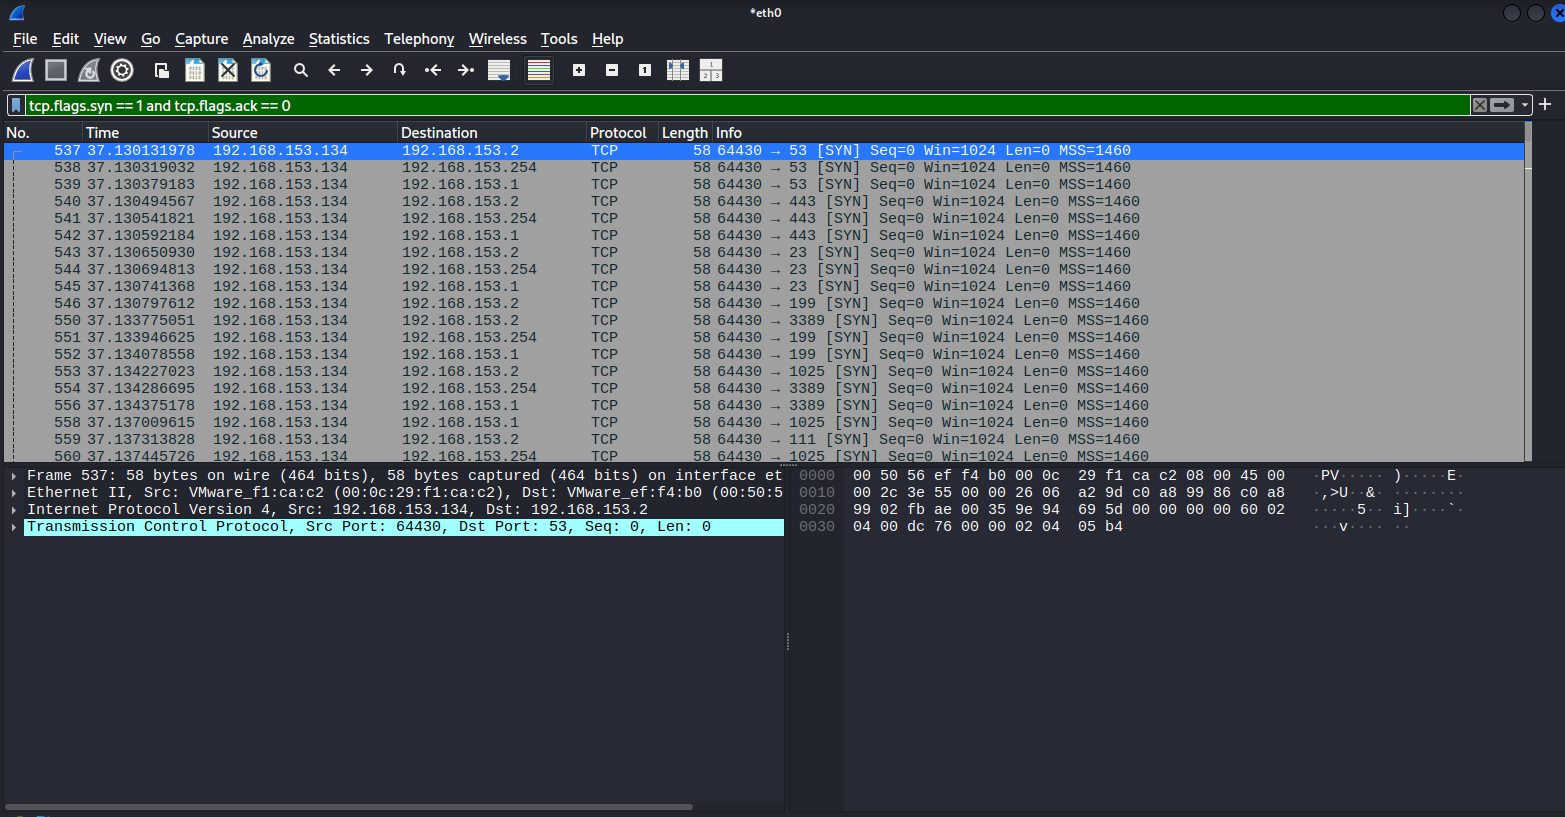 *eth0
File Edit View Go Capture Analyze Statistics Telephony Wireless Tools Help
tcp.flags.syn == 1 and tcp.flags.ack == 0
No. Time Source Destination Protocol Length Info
537 37.130131978 192.168.153.134 192.168.153.2 TCP 58 64430 → 53 [SYN] Seq=0 Win=1024 Len=0 MSS=1460
538 37.130319032 192.168.153.134 192.168.153.254 TCP 58 64430 → 53 [SYN] Seq=0 Win=1024 Len=0 MSS=1460
539 37.130379183 192.168.153.134 192.168.153.1 TCP 58 64430 → 53 [SYN] Seq=0 Win=1024 Len=0 MSS=1460
540 37.130494567 192.168.153.134 192.168.153.2 TCP 58 64430 → 443 [SYN] Seq=0 Win=1024 Len=0 MSS=1460
541 37.130541821 192.168.153.134 192.168.153.254 TCP 58 64430 → 443 [SYN] Seq=0 Win=1024 Len=0 MSS=1460
542 37.130592184 192.168.153.134 192.168.153.1 TCP 58 64430 → 443 [SYN] Seq=0 Win=1024 Len=0 MSS=1460
543 37.130650930 192.168.153.134 192.168.153.2 TCP 58 64430 → 23 [SYN] Seq=0 Win=1024 Len=0 MSS=1460
544 37.130694813 192.168.153.134 192.168.153.254 TCP 58 64430 → 23 [SYN] Seq=0 Win=1024 Len=0 MSS=1460
545 37.130741368 192.168.153.134 192.168.153.1 TCP 58 64430 → 23 [SYN] Seq=0 Win=1024 Len=0 MSS=1460
546 37.130797612 192.168.153.134 192.168.153.2 TCP 58 64430 → 199 [SYN] Seq=0 Win=1024 Len=0 MSS=1460
550 37.133775051 192.168.153.134 192.168.153.2 TCP 58 64430 → 3389 [SYN] Seq=0 Win=1024 Len=0 MSS=1460
551 37.133946625 192.168.153.134 192.168.153.254 TCP 58 64430 → 199 [SYN] Seq=0 Win=1024 Len=0 MSS=1460
552 37.134078558 192.168.153.134 192.168.153.1 TCP 58 64430 → 199 [SYN] Seq=0 Win=1024 Len=0 MSS=1460
553 37.134227023 192.168.153.134 192.168.153.2 TCP 58 64430 → 1025 [SYN] Seq=0 Win=1024 Len=0 MSS=1460
554 37.134286695 192.168.153.134 192.168.153.254 TCP 58 64430 → 3389 [SYN] Seq=0 Win=1024 Len=0 MSS=1460
556 37.134375178 192.168.153.134 192.168.153.1 TCP 58 64430 → 3389 [SYN] Seq=0 Win=1024 Len=0 MSS=1460
558 37.137009615 192.168.153.134 192.168.153.1 TCP 58 64430 → 1025 [SYN] Seq=0 Win=1024 Len=0 MSS=1460
559 37.137313828 192.168.153.134 192.168.153.2 TCP 58 64430 → 111 [SYN] Seq=0 Win=1024 Len=0 MSS=1460
560 37.137445726 192.168.153.134 192.168.153.254 TCP 58 64430 → 1025 [SYN] Seq=0 Win=1024 Len=0 MSS=1460
Frame 537: 58 bytes on wire (464 bits), 58 bytes captured (464 bits) on interface et
Ethernet II, Src: VMware_f1:ca:c2 (00:0c:29:f1:ca:c2), Dst: VMware_ef:f4:b0 (00:50:5
Internet Protocol Version 4, Src: 192.168.153.134, Dst: 192.168.153.2
Transmission Control Protocol, Src Port: 64430, Dst Port: 53, Seq: 0, Len: 0
0000 00 50 56 ef f4 b0 00 0c 29 f1 ca c2 08 00 45 00 ·PV····· )·····E·
0010 00 2c 3e 55 00 00 26 06 a2 9d c0 a8 99 86 c0 a8 ·,>U··&· ········
0020 99 02 fb ae 00 35 9e 94 69 5d 00 00 00 00 60 02 ·····5·· i]····`·
0030 04 00 dc 76 00 00 02 04 05 b4 ···v···· ··